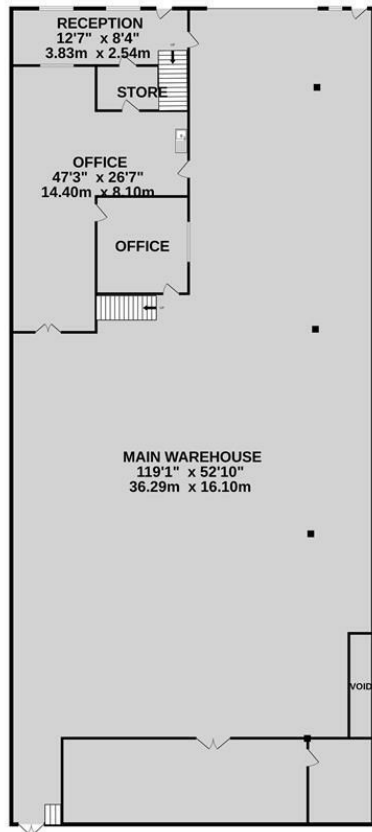 RECEPTION
12'7" x 8'4"
3.83m x 2.54m
STORE
OFFICE
47'3" x 26'7"
14.40m x 8.10m
OFFICE
MAIN WAREHOUSE
119'1" x 52'10"
36.29m x 16.10m
VOID